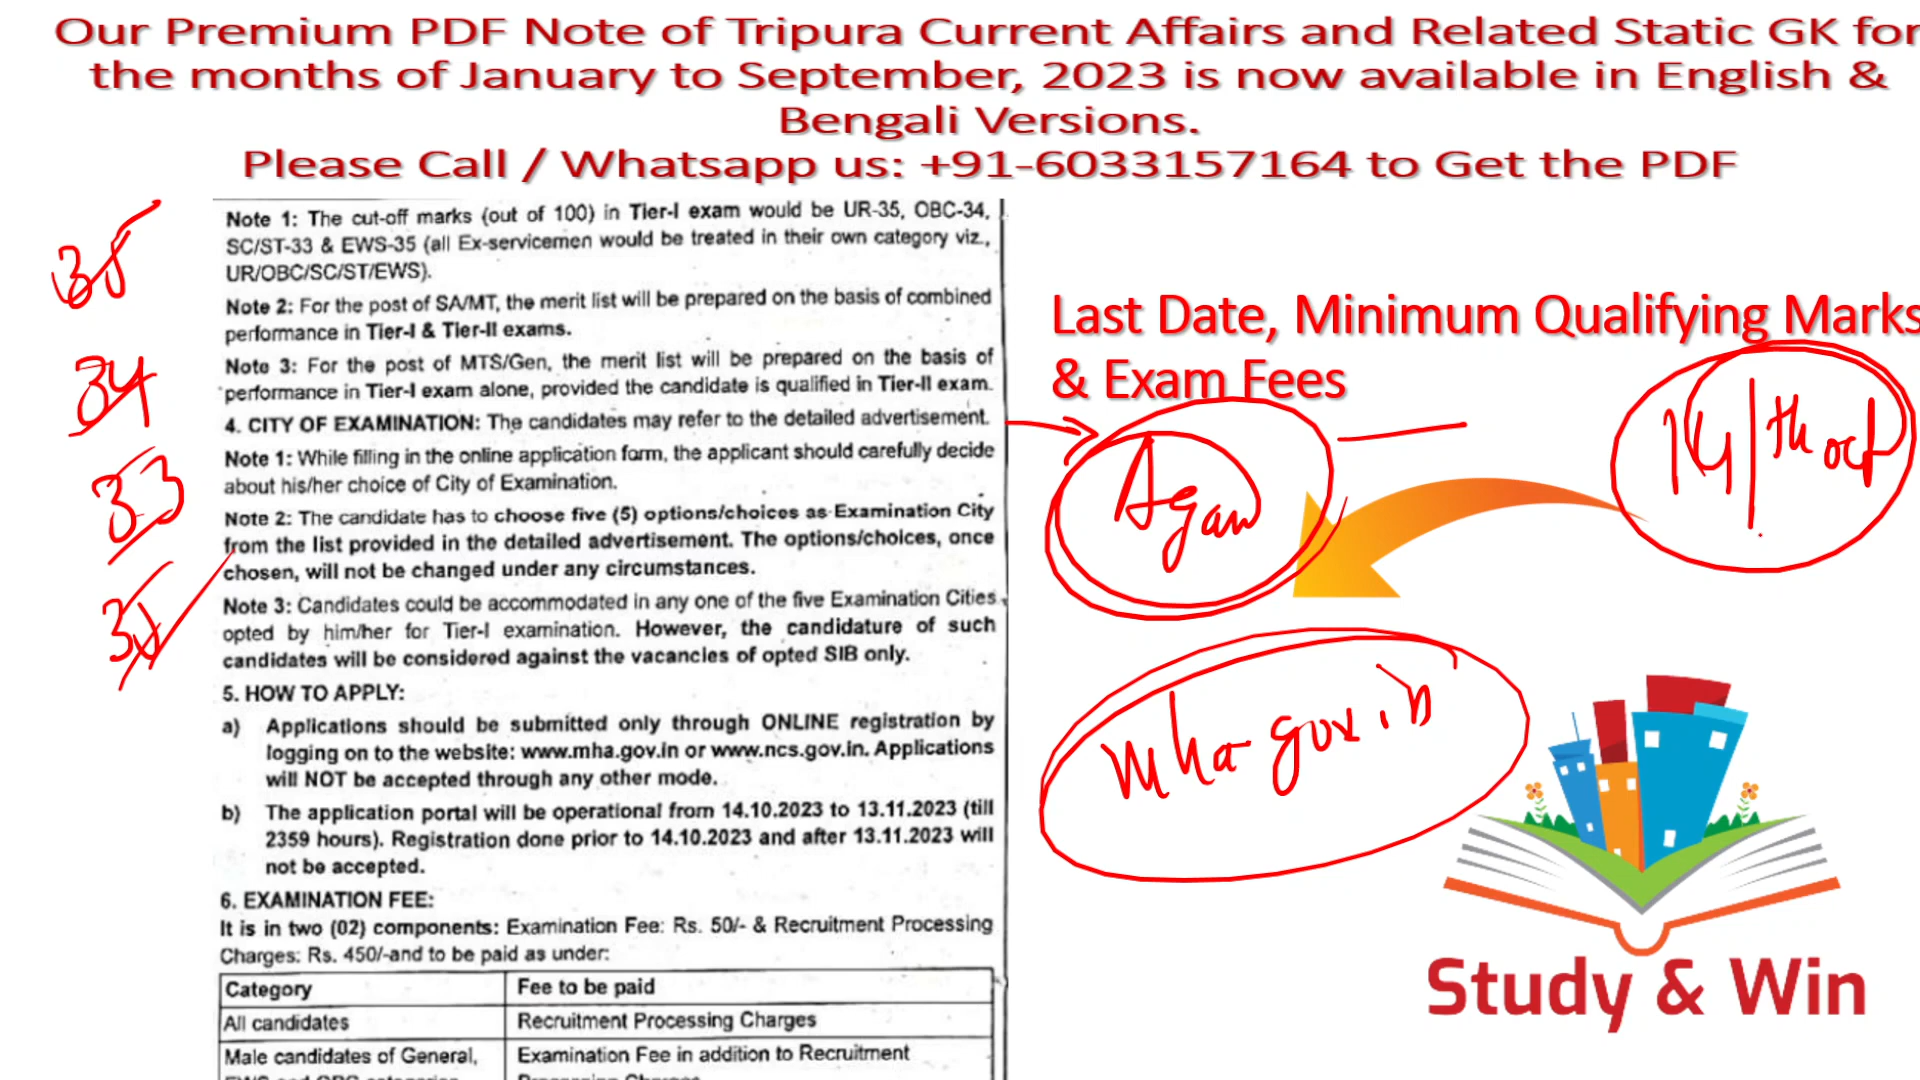 Our Premium PDF Note of Tripura Current Affairs and Related Static GK for
the months of January to September, 2023 is now available in English &
Bengali Versions.
Please Call / Whatsapp us: +91-6033157164 to Get the PDF
Note 1: The cut-off marks (out of 100) in Tier-I exam would be UR-35, OBC-34,
SC/ST-33 & EWS-35 (all Ex-servicemen would be treated in their own category viz.,
UR/OBC/SC/ST/EWS).
Note 2: For the post of SA/MT, the merit list will be prepared on the basis of combined
performance in Tier-I & Tier-II exams.
Note 3: For the post of MTS/Gen, the merit list will be prepared on the basis of
performance in Tier-I exam alone, provided the candidate is qualified in Tier-II exam.
4. CITY OF EXAMINATION: The candidates may refer to the detailed advertisement.
Note 1: While filling in the online application form, the applicant should carefully decide
about his/her choice of City of Examination.
Note 2: The candidate has to choose five (5) options/choices as Examination City
from the list provided in the detailed advertisement. The options/choices, once
chosen, will not be changed under any circumstances.
Note 3: Candidates could be accommodated in any one of the five Examination Cities
opted by him/her for Tier-I examination. However, the candidature of such
candidates will be considered against the vacancies of opted SIB only.
5. HOW TO APPLY:
a) Applications should be submitted only through ONLINE registration by
logging on to the website: www.mha.gov.in or www.ncs.gov.in. Applications
will NOT be accepted through any other mode.
b) The application portal will be operational from 14.10.2023 to 13.11.2023 (till
2359 hours). Registration done prior to 14.10.2023 and after 13.11.2023 will
not be accepted.
6. EXAMINATION FEE:
It is in two (02) components: Examination Fee: Rs. 50/- & Recruitment Processing
Charges: Rs. 450/-and to be paid as under:
Category Fee to be paid
All candidates Recruitment Processing Charges
Male candidates of General, Examination Fee in addition to Recruitment
35
34
33
35
Last Date, Minimum Qualifying Marks
& Exam Fees
14/th oct
mha.gov.in
Study & Win